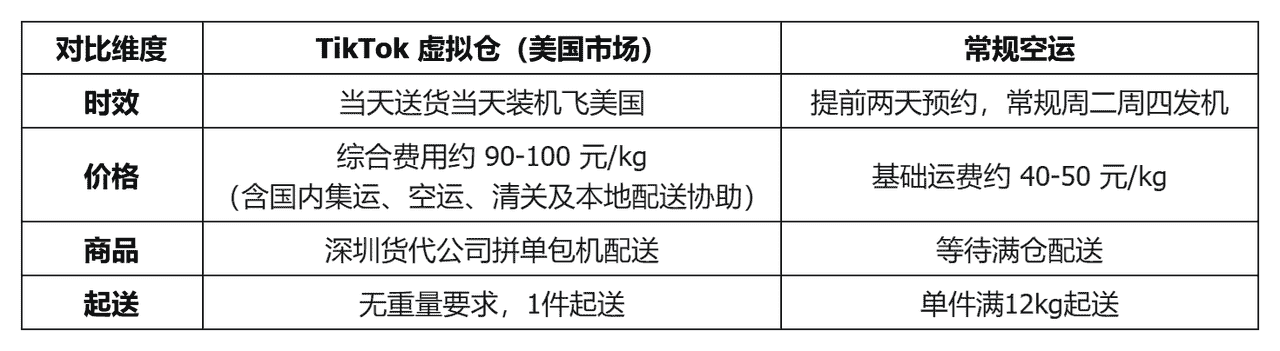 对比维度 TikTok 虚拟仓（美国市场） 常规空运
时效 当天送货当天装机飞美国 提前两天预约，常规周二周四发机
价格 综合费用约 90-100 元/kg
（含国内集运、空运、清关及本地配送协助） 基础运费约 40-50 元/kg
商品 深圳货代公司拼单包机配送 等待满仓配送
起送 无重量要求，1件起送 单件满12kg起送